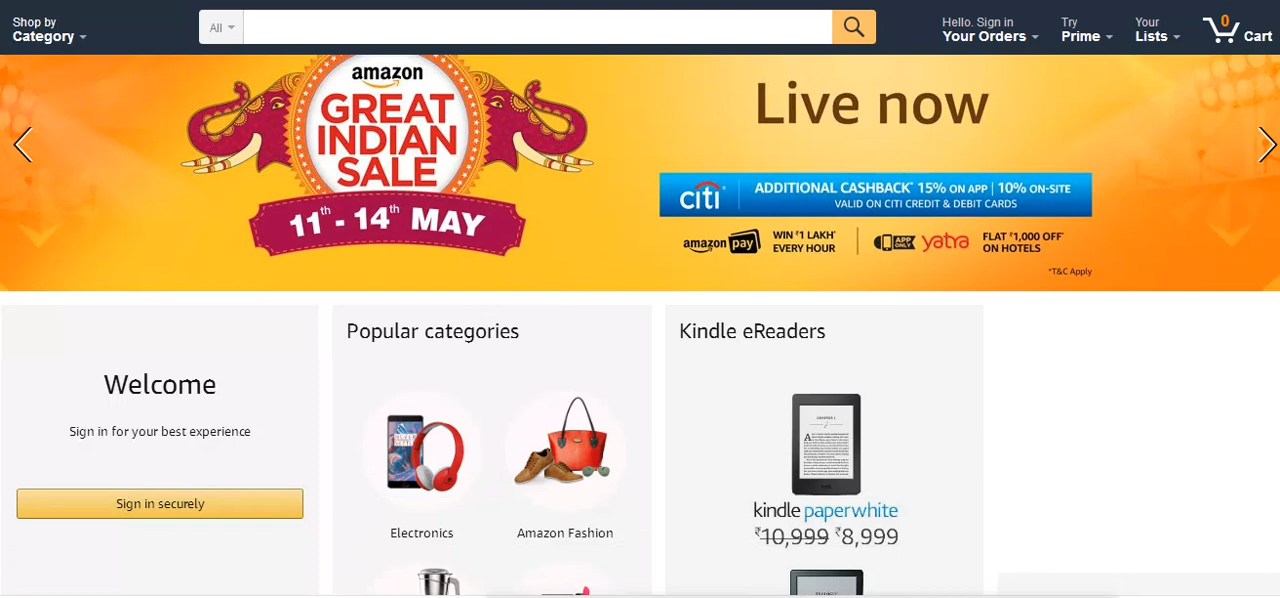 Shop by
Category
All
Hello. Sign in
Your Orders
Try
Prime
Your
Lists
0
Cart
amazon
GREAT
INDIAN
SALE
11th - 14th MAY
Live now
citi
ADDITIONAL CASHBACK* 15% ON APP | 10% ON-SITE
VALID ON CITI CREDIT & DEBIT CARDS
amazon pay
WIN ₹1 LAKH*
EVERY HOUR
APP
ONLY
yatra
FLAT ₹1,000 OFF*
ON HOTELS
*T&C Apply
Welcome
Sign in for your best experience
Sign in securely
Popular categories
Electronics
Amazon Fashion
Kindle eReaders
kindle paperwhite
₹10,999 ₹8,999